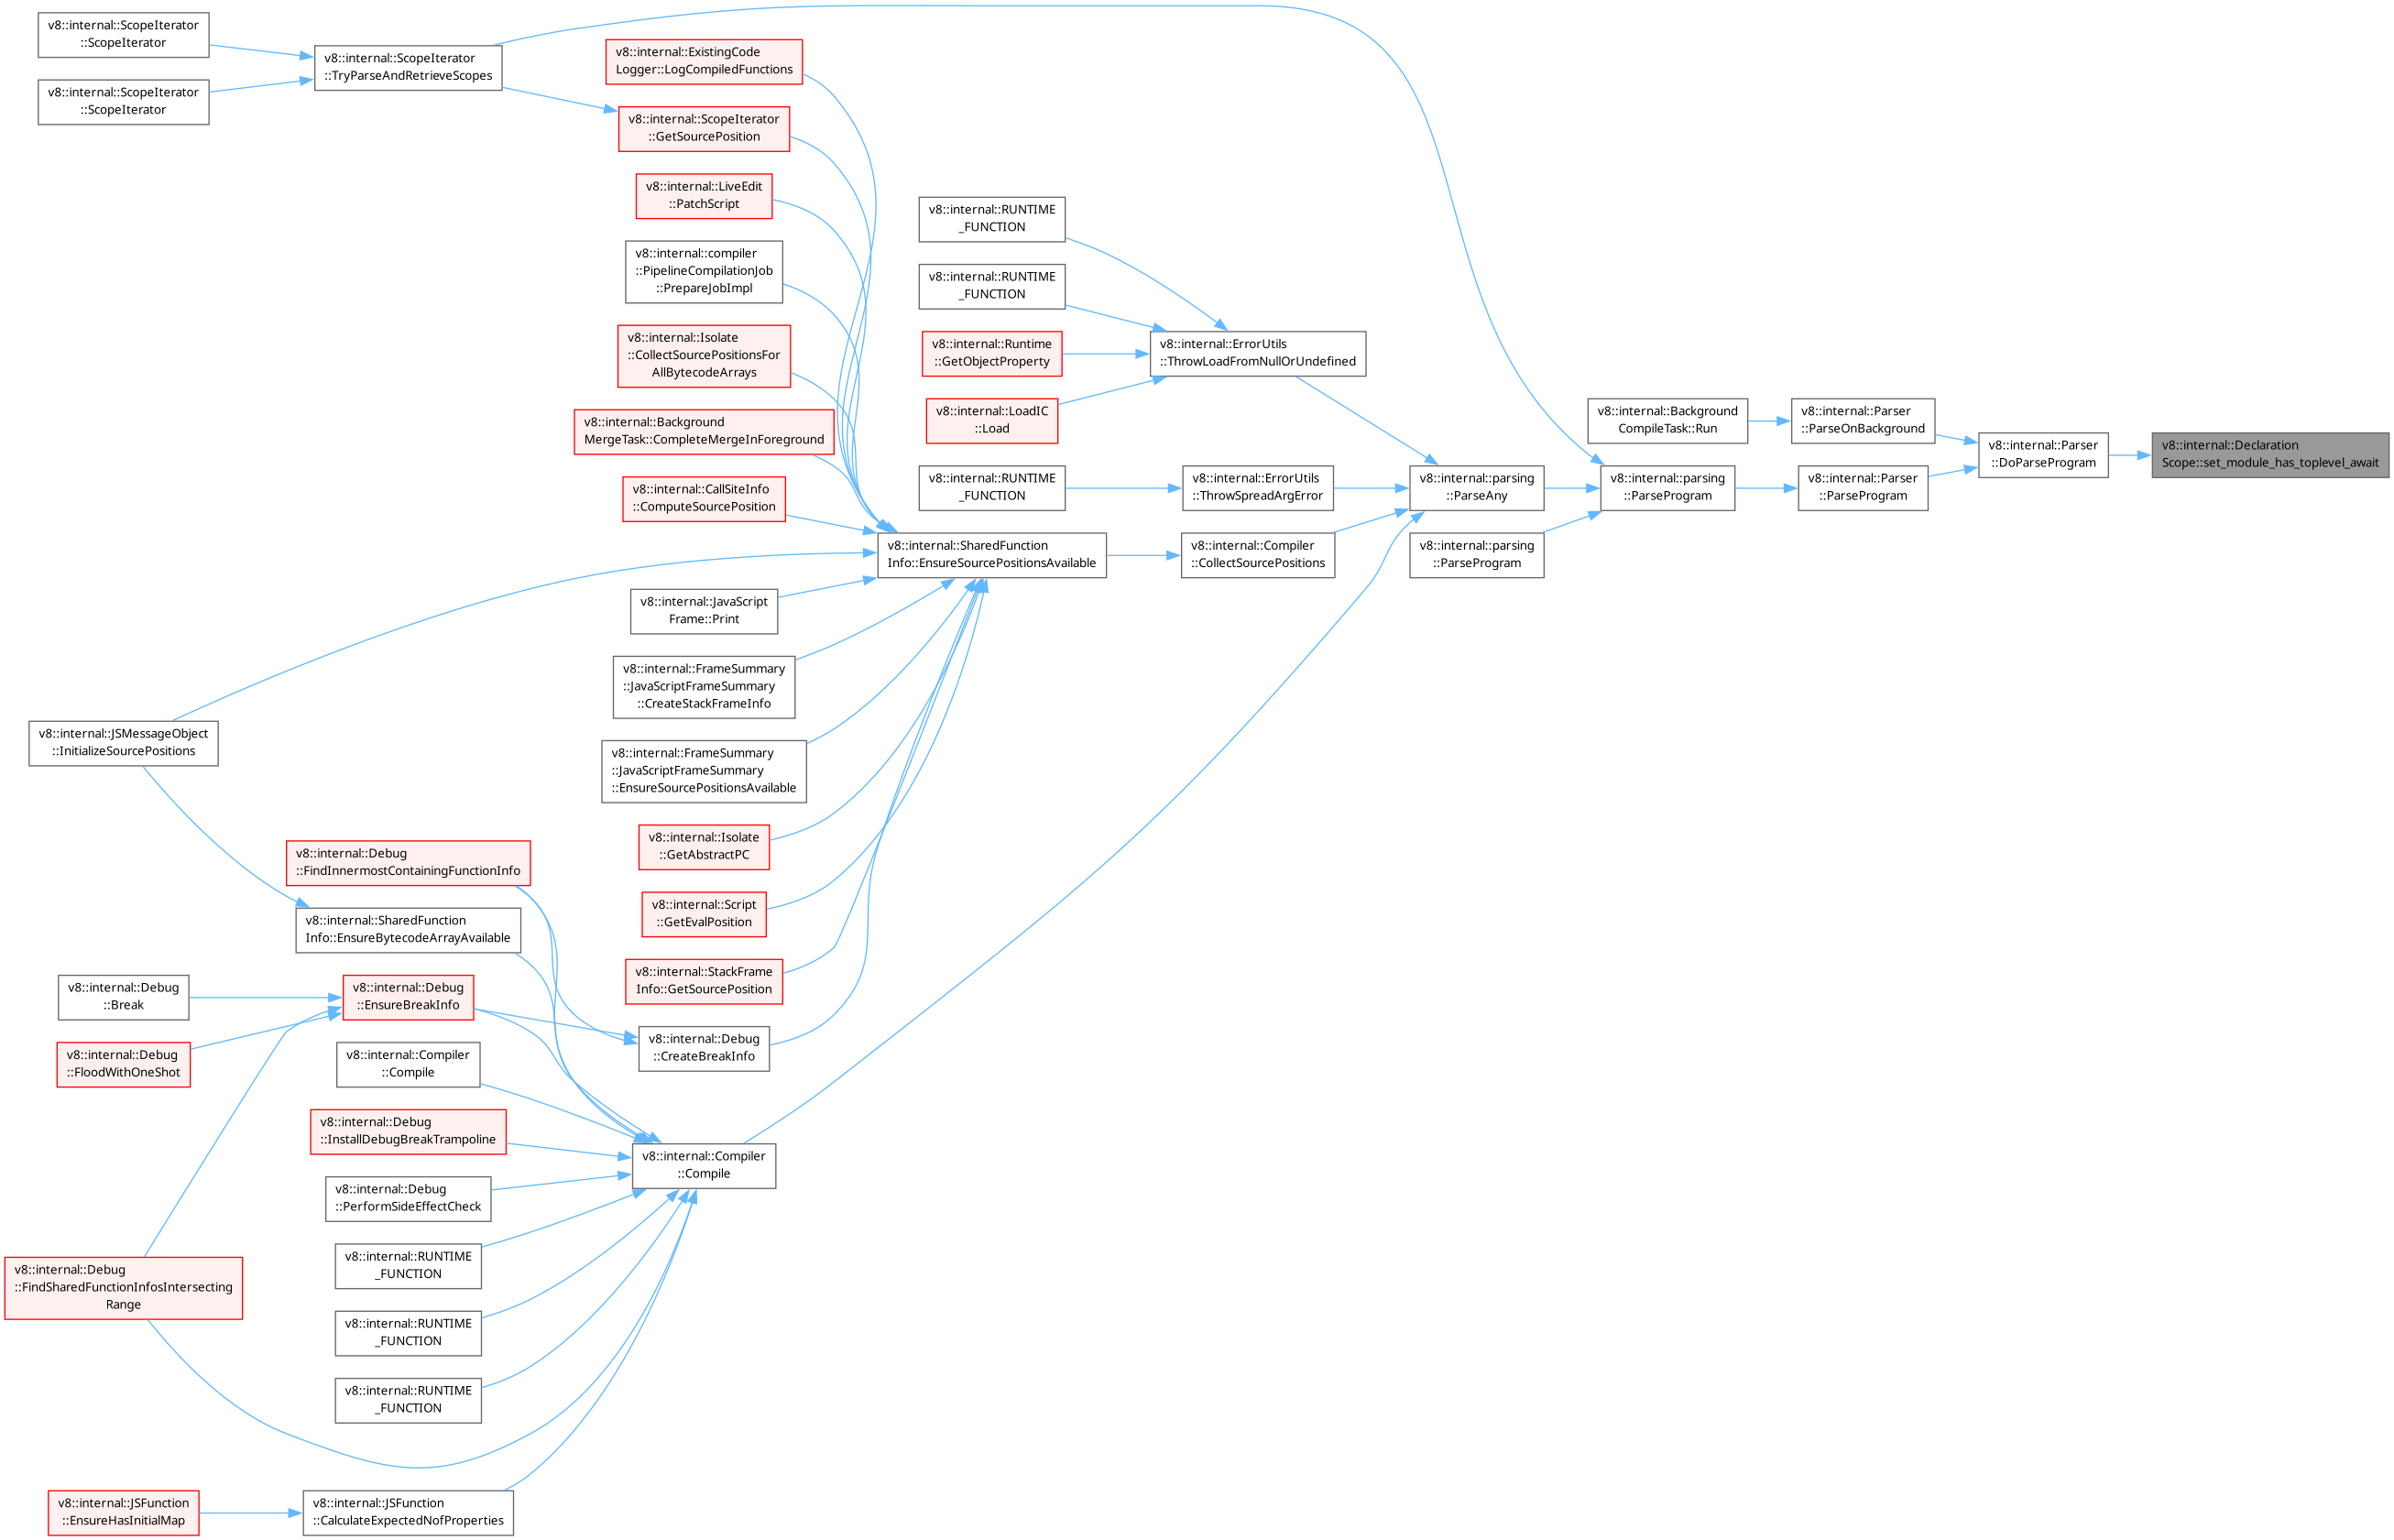 v8::internal::ScopeIterator
::ScopeIterator
v8::internal::ScopeIterator
::ScopeIterator
v8::internal::ScopeIterator
::TryParseAndRetrieveScopes
v8::internal::ExistingCode
Logger::LogCompiledFunctions
v8::internal::ScopeIterator
::GetSourcePosition
v8::internal::LiveEdit
::PatchScript
v8::internal::compiler
::PipelineCompilationJob
::PrepareJobImpl
v8::internal::Isolate
::CollectSourcePositionsFor
AllBytecodeArrays
v8::internal::Background
MergeTask::CompleteMergeInForeground
v8::internal::CallSiteInfo
::ComputeSourcePosition
v8::internal::JavaScript
Frame::Print
v8::internal::FrameSummary
::JavaScriptFrameSummary
::CreateStackFrameInfo
v8::internal::FrameSummary
::JavaScriptFrameSummary
::EnsureSourcePositionsAvailable
v8::internal::Isolate
::GetAbstractPC
v8::internal::Script
::GetEvalPosition
v8::internal::StackFrame
Info::GetSourcePosition
v8::internal::Debug
::CreateBreakInfo
v8::internal::Compiler
::Compile
v8::internal::RUNTIME
_FUNCTION
v8::internal::RUNTIME
_FUNCTION
v8::internal::Runtime
::GetObjectProperty
v8::internal::LoadIC
::Load
v8::internal::RUNTIME
_FUNCTION
v8::internal::SharedFunction
Info::EnsureSourcePositionsAvailable
v8::internal::ErrorUtils
::ThrowLoadFromNullOrUndefined
v8::internal::ErrorUtils
::ThrowSpreadArgError
v8::internal::Compiler
::CollectSourcePositions
v8::internal::parsing
::ParseAny
v8::internal::parsing
::ParseProgram
v8::internal::Background
CompileTask::Run
v8::internal::parsing
::ParseProgram
v8::internal::Parser
::ParseOnBackground
v8::internal::Parser
::ParseProgram
v8::internal::Parser
::DoParseProgram
v8::internal::Declaration
Scope::set_module_has_toplevel_await
v8::internal::JSMessageObject
::InitializeSourcePositions
v8::internal::Debug
::FindInnermostContainingFunctionInfo
v8::internal::SharedFunction
Info::EnsureBytecodeArrayAvailable
v8::internal::Debug
::Break
v8::internal::Debug
::EnsureBreakInfo
v8::internal::Debug
::FloodWithOneShot
v8::internal::Compiler
::Compile
v8::internal::Debug
::InstallDebugBreakTrampoline
v8::internal::Debug
::PerformSideEffectCheck
v8::internal::RUNTIME
_FUNCTION
v8::internal::Debug
::FindSharedFunctionInfosIntersecting
Range
v8::internal::RUNTIME
_FUNCTION
v8::internal::RUNTIME
_FUNCTION
v8::internal::JSFunction
::EnsureHasInitialMap
v8::internal::JSFunction
::CalculateExpectedNofProperties